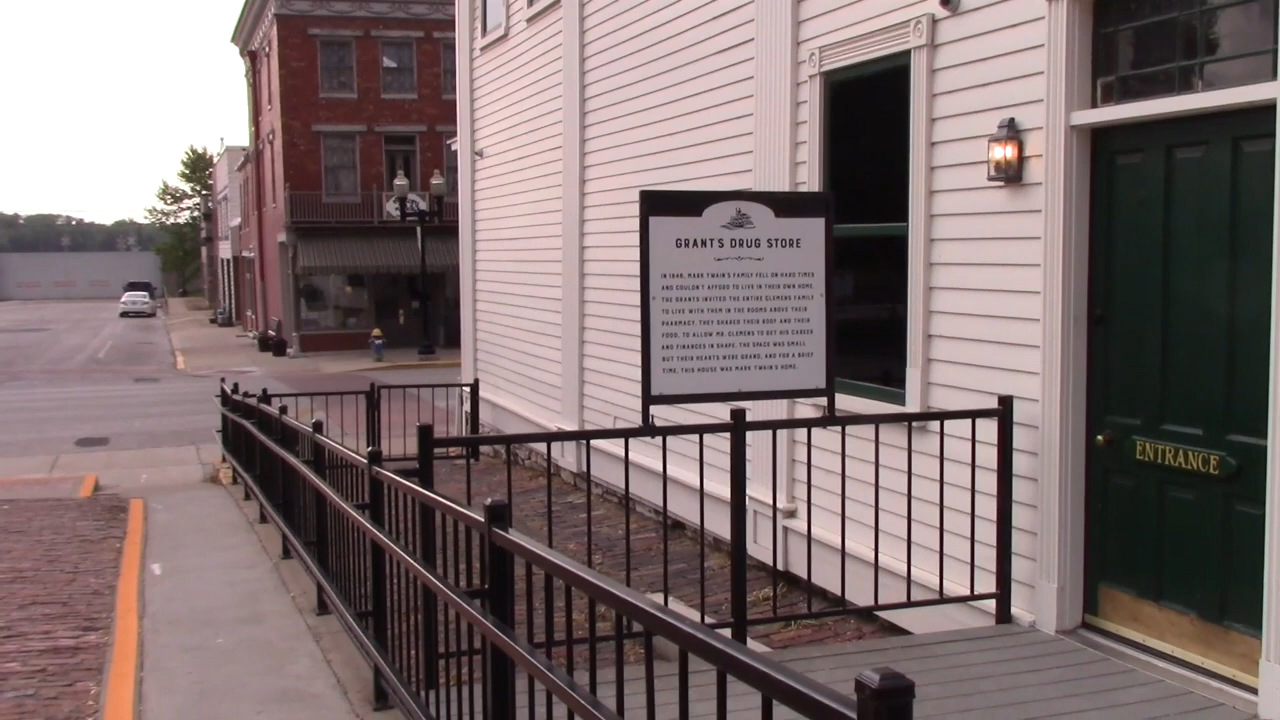 GRANT'S DRUG STORE
IN 1846, MARK TWAIN'S FAMILY FELL ON HARD TIMES
AND COULDN'T AFFORD TO LIVE IN THEIR OWN HOME.
THE GRANTS INVITED THE ENTIRE CLEMENS FAMILY
TO LIVE WITH THEM IN THE ROOMS ABOVE THEIR
PHARMACY. THEY SHARED THEIR ROOF AND THEIR
FOOD, TO ALLOW MR. CLEMENS TO GET HIS CAREER
AND FINANCES IN SHAPE. THE SPACE WAS SMALL
BUT THEIR HEARTS WERE GRAND, AND FOR A BRIEF
TIME, THIS HOUSE WAS MARK TWAIN'S HOME.
ENTRANCE